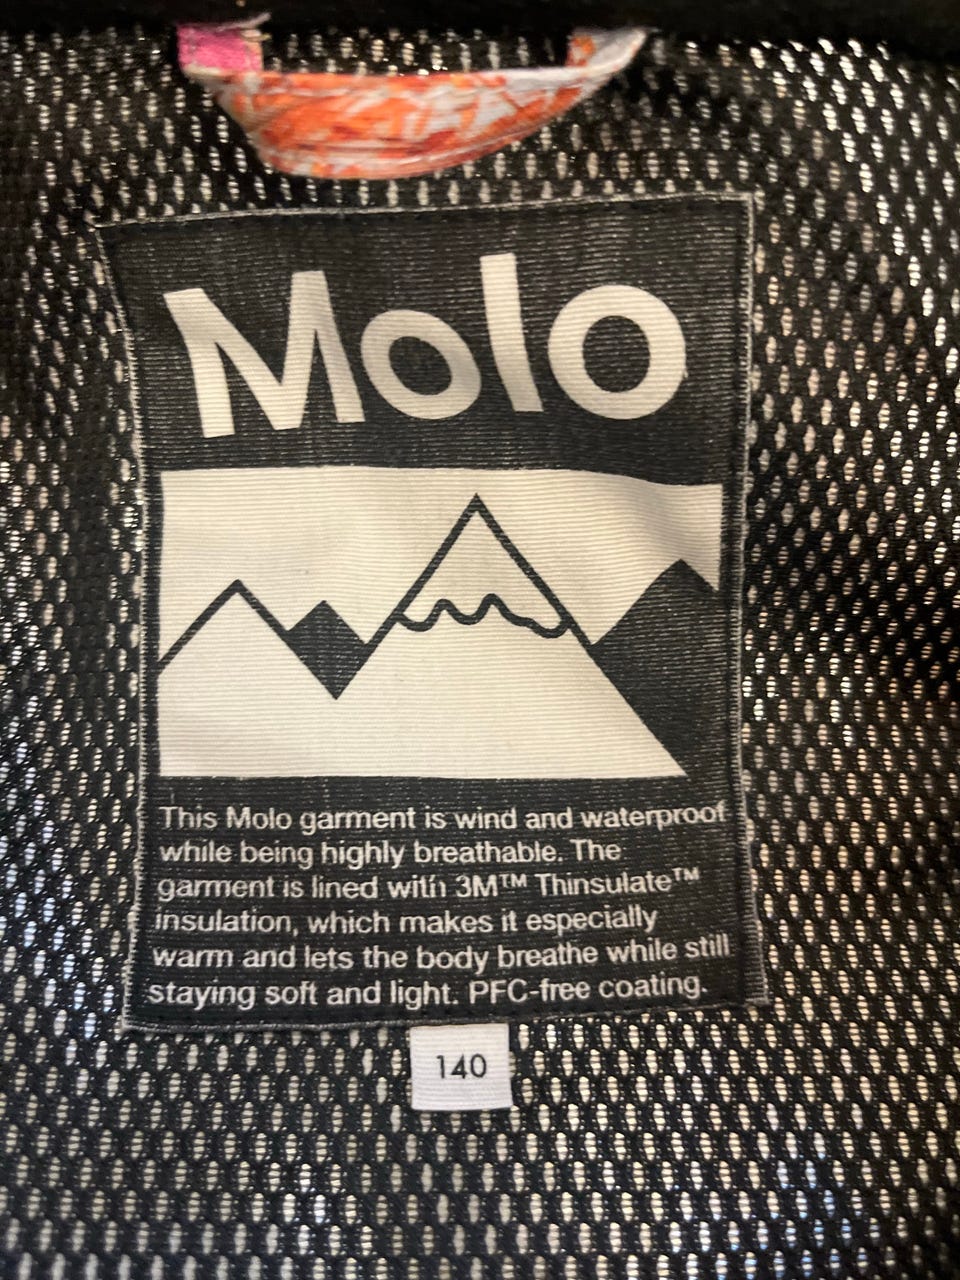 Molo
This Molo garment is wind and waterproof
while being highly breathable. The
garment is lined with 3M™ Thinsulate™
insulation, which makes it especially
warm and lets the body breathe while still
staying soft and light. PFC-free coating.
140